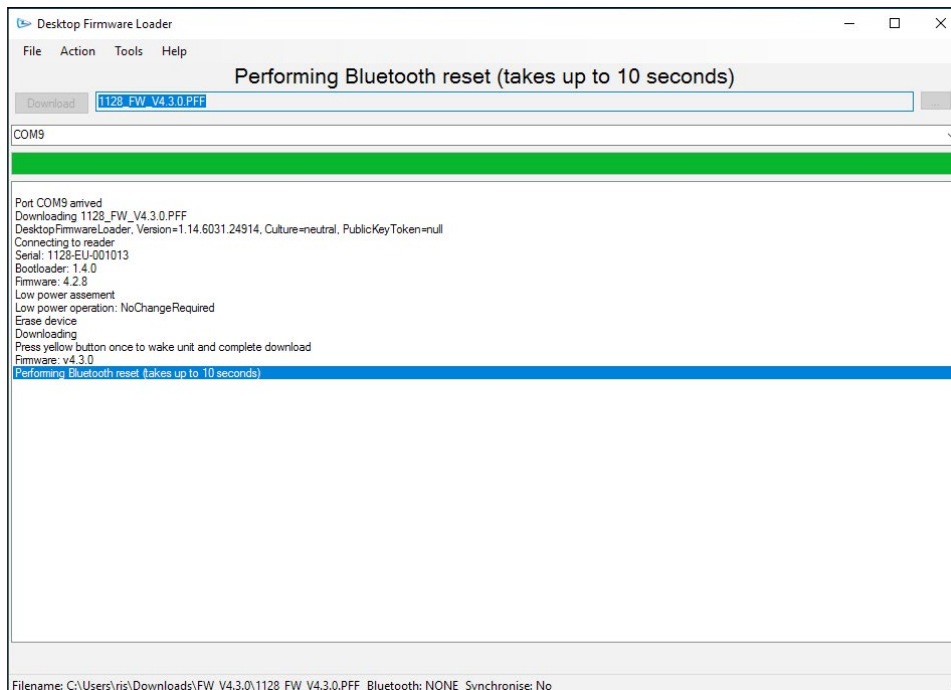 Desktop Firmware Loader
File Action Tools Help
Performing Bluetooth reset (takes up to 10 seconds)
Download 1128_FW_V4.3.0.PFF ...
COM9
Port COM9 arrived
Downloading 1128_FW_V4.3.0.PFF
DesktopFirmwareLoader, Version=1.14.6031.24914, Culture=neutral, PublicKeyToken=null
Connecting to reader
Serial: 1128-EU-001013
Bootloader: 1.4.0
Firmware: 4.2.8
Low power assement
Low power operation: NoChangeRequired
Erase device
Downloading
Press yellow button once to wake unit and complete download
Firmware: v4.3.0
Performing Bluetooth reset (takes up to 10 seconds)
Filename: C:\Users\ris\Downloads\FW_V4.3.0\1128_FW_V4.3.0.PFF Bluetooth: NONE Synchronise: No